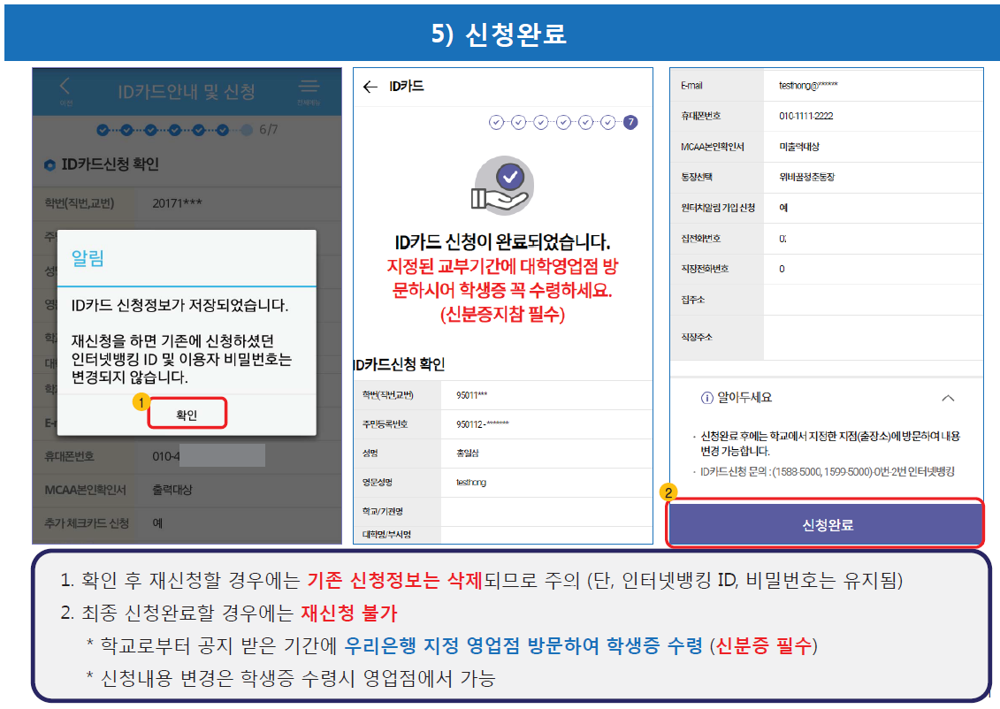 5) 신청완료
이전
ID카드안내 및 신청
전체메뉴
6/7
ID카드신청 확인
학번(직번,교번) 20171***
알림
ID카드 신청정보가 저장되었습니다.
재신청을 하면 기존에 신청하셨던
인터넷뱅킹 ID 및 이용자 비밀번호는
변경되지 않습니다.
1
확인
휴대폰번호 010-4
MCAA본인확인서 출력대상
추가 체크카드 신청 예
ID카드
7
ID카드 신청이 완료되었습니다.
지정된 교부기간에 대학영업점 방
문하시어 학생증 꼭 수령하세요.
(신분증지참 필수)
ID카드신청 확인
학번(직번,교번) 95011***
주민등록번호 950112-*******
성명 홍일삼
영문성명 testhong
학교/기관명
대학명/부서명
E-mail testhong@******
휴대폰번호 010-1111-2222
MCAA본인확인서 미출력대상
통장선택 위비꿀청춘통장
원터치알림 가입 신청 예
집전화번호 02
직장전화번호 0
집주소
직장주소
알아두세요
· 신청완료 후에는 학교에서 지정한 지점(출장소)에 방문하여 내용
변경 가능합니다.
· ID카드신청 문의 : (1588-5000, 1599-5000)-0번-2번 인터넷뱅킹
2
신청완료
1. 확인 후 재신청할 경우에는 기존 신청정보는 삭제되므로 주의 (단, 인터넷뱅킹 ID, 비밀번호는 유지됨)
2. 최종 신청완료할 경우에는 재신청 불가
* 학교로부터 공지 받은 기간에 우리은행 지정 영업점 방문하여 학생증 수령 (신분증 필수)
* 신청내용 변경은 학생증 수령시 영업점에서 가능